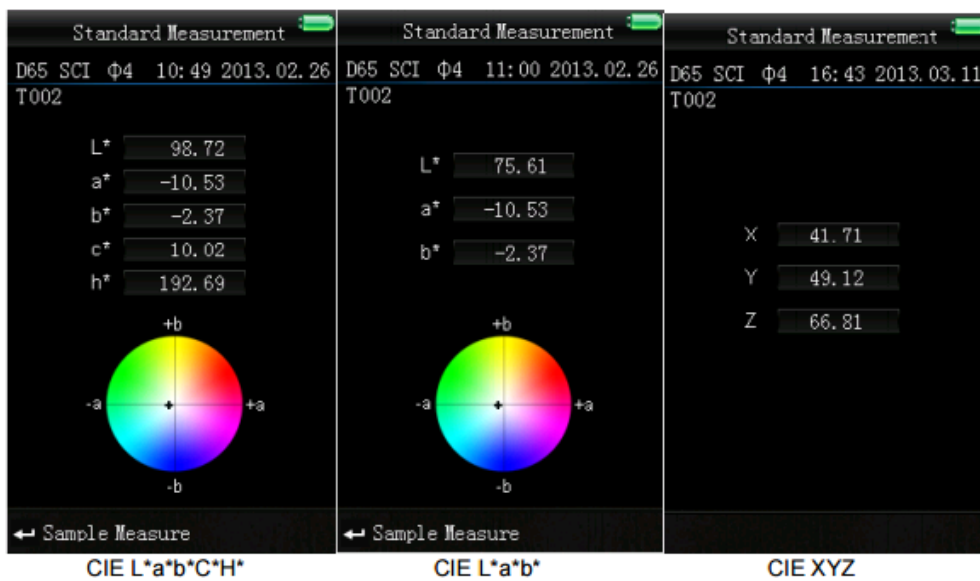 Standard Measurement
D65 SCI Φ4 10:49 2013.02.26
T002
L* 98.72
a* -10.53
b* -2.37
c* 10.02
h* 192.69
+b
-a +a
-b
Sample Measure
CIE L*a*b*C*H*
Standard Measurement
D65 SCI Φ4 11:00 2013.02.26
T002
L* 75.61
a* -10.53
b* -2.37
+b
-a +a
-b
Sample Measure
CIE L*a*b*
Standard Measurement
D65 SCI Φ4 16:43 2013.03.11
T002
X 41.71
Y 49.12
Z 66.81
CIE XYZ